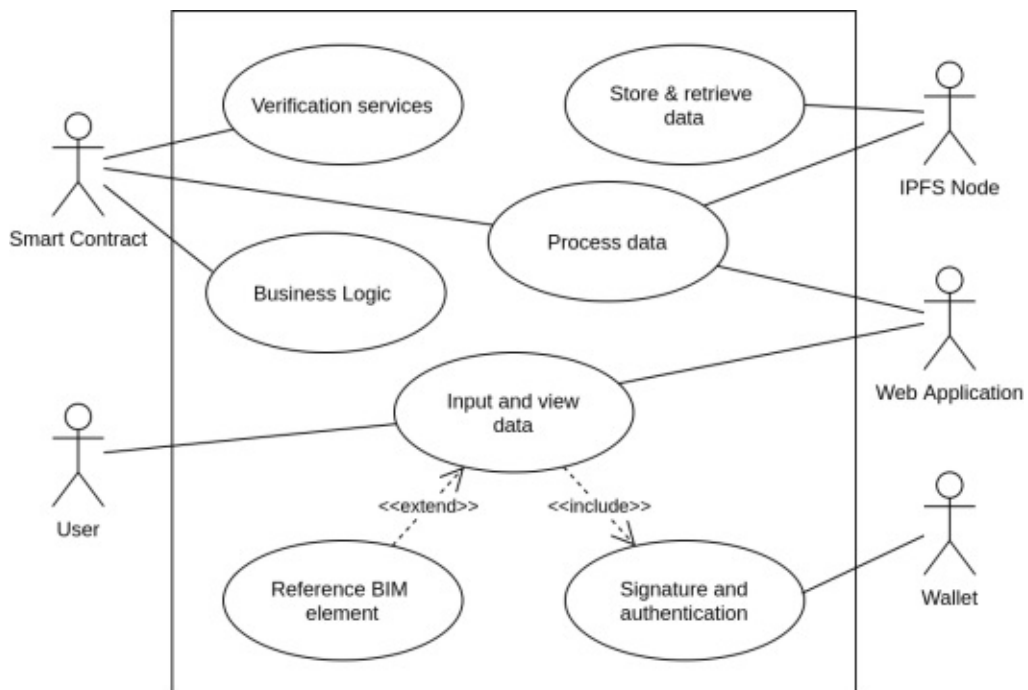 Verification services
Store & retrieve
data
IPFS Node
Smart Contract
Process data
Business Logic
Web Application
Input and view
data
User
<<extend>>
<<include>>
Reference BIM
element
Signature and
authentication
Wallet